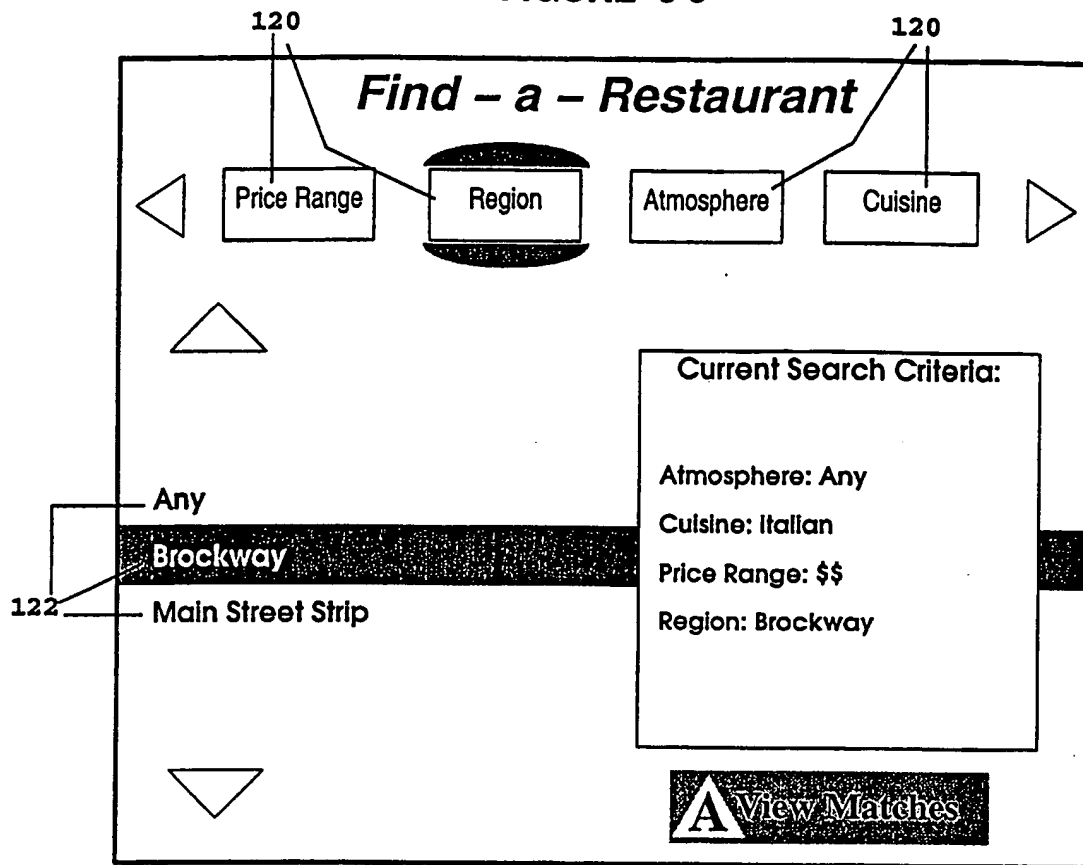 120 120
Find – a – Restaurant
Price Range Region Atmosphere Cuisine
Current Search Criteria:
Atmosphere: Any
Cuisine: Italian
Price Range: $$
Region: Brockway
Any
Brockway
Main Street Strip
122
A View Matches